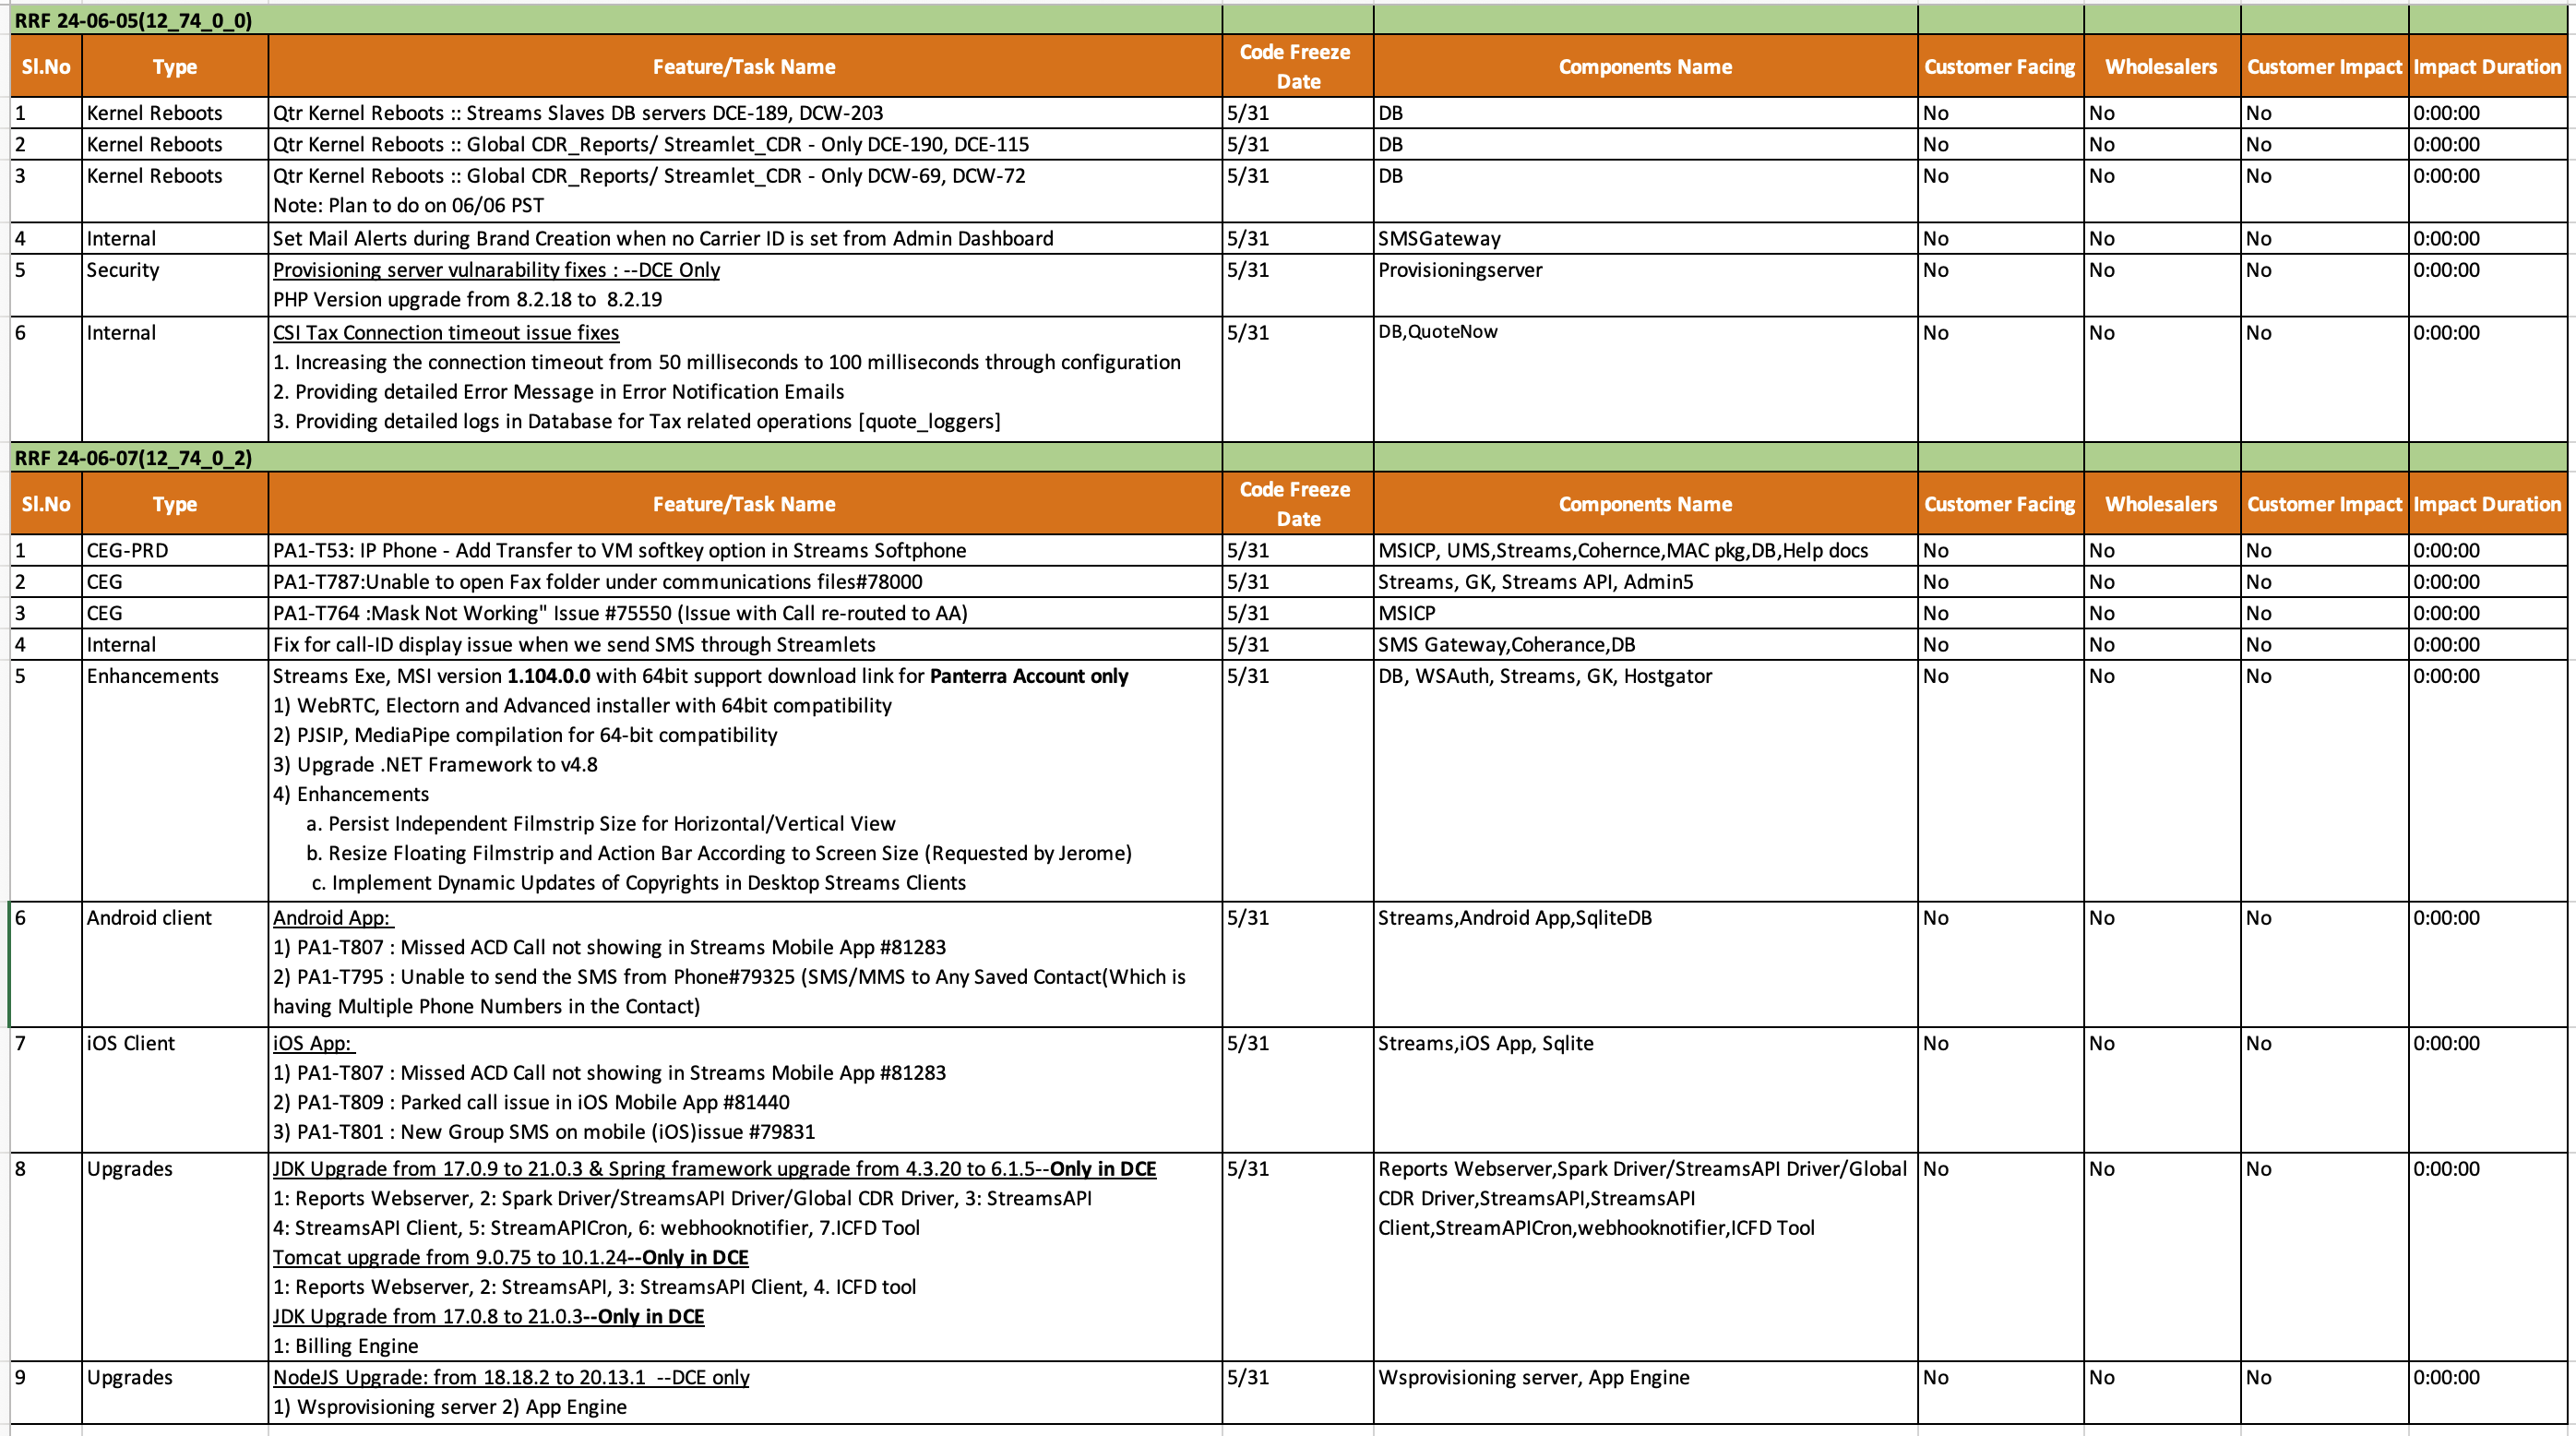 RRF 24-06-05(12_74_0_0)
Sl.No Type Feature/Task Name Code Freeze Date Components Name Customer Facing Wholesalers Customer Impact Impact Duration
1 Kernel Reboots Qtr Kernel Reboots :: Streams Slaves DB servers DCE-189, DCW-203 5/31 DB No No No 0:00:00
2 Kernel Reboots Qtr Kernel Reboots :: Global CDR_Reports/ Streamlet_CDR - Only DCE-190, DCE-115 5/31 DB No No No 0:00:00
3 Kernel Reboots Qtr Kernel Reboots :: Global CDR_Reports/ Streamlet_CDR - Only DCW-69, DCW-72 5/31 DB No No No 0:00:00
Note: Plan to do on 06/06 PST
4 Internal Set Mail Alerts during Brand Creation when no Carrier ID is set from Admin Dashboard 5/31 SMSGateway No No No 0:00:00
5 Security Provisioning server vulnarability fixes : --DCE Only 5/31 Provisioningserver No No No 0:00:00
PHP Version upgrade from 8.2.18 to 8.2.19
6 Internal CSI Tax Connection timeout issue fixes 5/31 DB,QuoteNow No No No 0:00:00
1. Increasing the connection timeout from 50 milliseconds to 100 milliseconds through configuration
2. Providing detailed Error Message in Error Notification Emails
3. Providing detailed logs in Database for Tax related operations [quote_loggers]
RRF 24-06-07(12_74_0_2)
Sl.No Type Feature/Task Name Code Freeze Date Components Name Customer Facing Wholesalers Customer Impact Impact Duration
1 CEG-PRD PA1-T53: IP Phone - Add Transfer to VM softkey option in Streams Softphone 5/31 MSICP, UMS,Streams,Cohernce,MAC pkg,DB,Help docs No No No 0:00:00
2 CEG PA1-T787:Unable to open Fax folder under communications files#78000 5/31 Streams, GK, Streams API, Admin5 No No No 0:00:00
3 CEG PA1-T764 :Mask Not Working" Issue #75550 (Issue with Call re-routed to AA) 5/31 MSICP No No No 0:00:00
4 Internal Fix for call-ID display issue when we send SMS through Streamlets 5/31 SMS Gateway,Coherance,DB No No No 0:00:00
5 Enhancements Streams Exe, MSI version 1.104.0.0 with 64bit support download link for Panterra Account only 5/31 DB, WSAuth, Streams, GK, Hostgator No No No 0:00:00
1) WebRTC, Electorn and Advanced installer with 64bit compatibility
2) PJSIP, MediaPipe compilation for 64-bit compatibility
3) Upgrade .NET Framework to v4.8
4) Enhancements
a. Persist Independent Filmstrip Size for Horizontal/Vertical View
b. Resize Floating Filmstrip and Action Bar According to Screen Size (Requested by Jerome)
c. Implement Dynamic Updates of Copyrights in Desktop Streams Clients
6 Android client Android App: 5/31 Streams,Android App,SqliteDB No No No 0:00:00
1) PA1-T807 : Missed ACD Call not showing in Streams Mobile App #81283
2) PA1-T795 : Unable to send the SMS from Phone#79325 (SMS/MMS to Any Saved Contact(Which is
having Multiple Phone Numbers in the Contact)
7 iOS Client iOS App: 5/31 Streams,iOS App, Sqlite No No No 0:00:00
1) PA1-T807 : Missed ACD Call not showing in Streams Mobile App #81283
2) PA1-T809 : Parked call issue in iOS Mobile App #81440
3) PA1-T801 : New Group SMS on mobile (iOS)issue #79831
8 Upgrades JDK Upgrade from 17.0.9 to 21.0.3 & Spring framework upgrade from 4.3.20 to 6.1.5--Only in DCE 5/31 Reports Webserver,Spark Driver/StreamsAPI Driver/Global No No No 0:00:00
1: Reports Webserver, 2: Spark Driver/StreamsAPI Driver/Global CDR Driver, 3: StreamsAPI CDR Driver,StreamsAPI,StreamsAPI
4: StreamsAPI Client, 5: StreamAPICron, 6: webhooknotifier, 7.ICFD Tool Client,StreamAPICron,webhooknotifier,ICFD Tool
Tomcat upgrade from 9.0.75 to 10.1.24--Only in DCE
1: Reports Webserver, 2: StreamsAPI, 3: StreamsAPI Client, 4. ICFD tool
JDK Upgrade from 17.0.8 to 21.0.3--Only in DCE
1: Billing Engine
9 Upgrades NodeJS Upgrade: from 18.18.2 to 20.13.1 --DCE only 5/31 Wsprovisioning server, App Engine No No No 0:00:00
1) Wsprovisioning server 2) App Engine